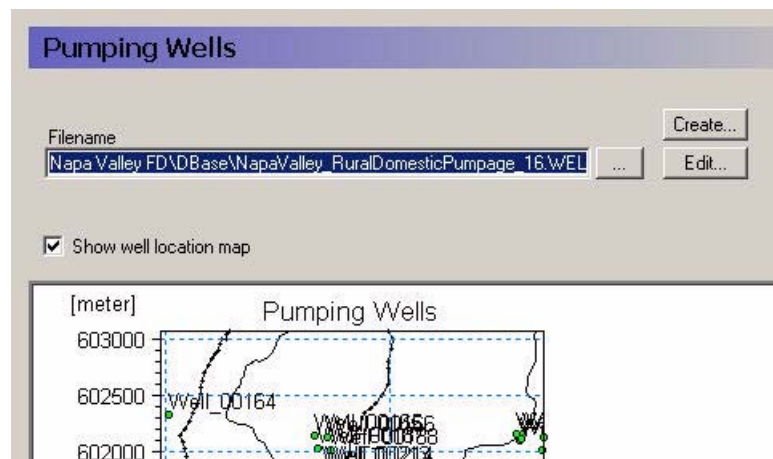 Pumping Wells
Create...
Filename
Napa Valley FD\DBase\NapaValley_RuralDomesticPumpage_16.WEL
...
Edit...
Show well location map
[meter]
Pumping Wells
603000
602500
Well_00164
602000